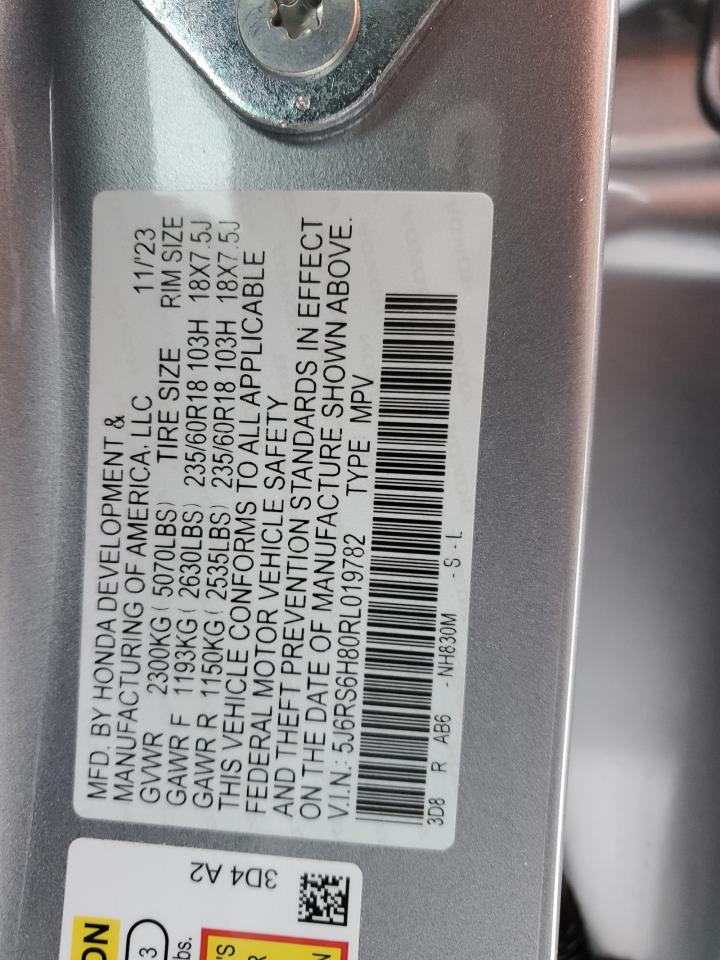 MFD. BY HONDA DEVELOPMENT &
MANUFACTURING OF AMERICA, LLC 11/'23
GVWR 2300KG ( 5070LBS) TIRE SIZE RIM SIZE
GAWR F 1193KG ( 2630LBS) 235/60R18 103H 18X7.5J
GAWR R 1150KG ( 2535LBS) 235/60R18 103H 18X7.5J
THIS VEHICLE CONFORMS TO ALL APPLICABLE
FEDERAL MOTOR VEHICLE SAFETY
AND THEFT PREVENTION STANDARDS IN EFFECT
ON THE DATE OF MANUFACTURE SHOWN ABOVE.
V.I.N.: 5J6RS6H80RL019782 TYPE MPV
3D8 R AB6 - NH830M - S - L
3D4 A2
ON
3
bs.
'S
R
N